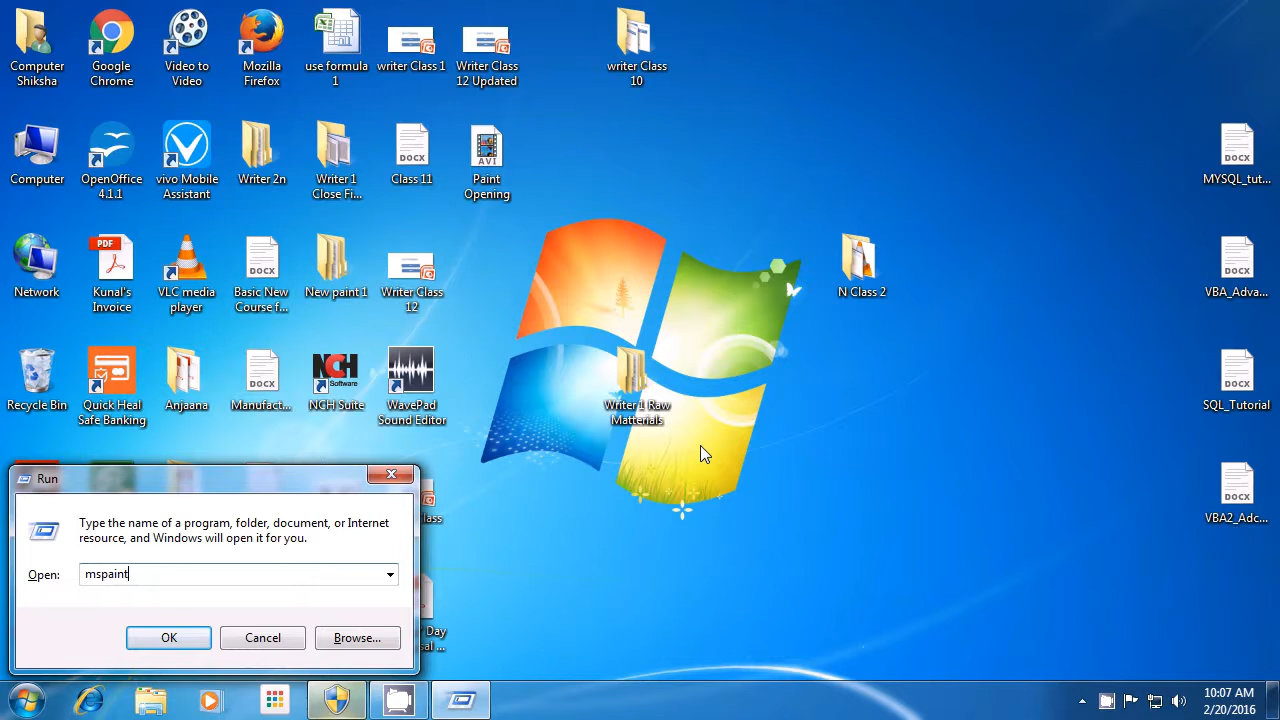 Computer
Shiksha
Google
Chrome
Video to
Video
Mozilla
Firefox
use formula
1
writer Class 1
Writer Class
12 Updated
writer Class
10
Computer
OpenOffice
4.1.1
vivo Mobile
Assistant
Writer 2n
Writer 1
Close Fi...
DOCX
Class 11
AVI
Paint
Opening
DOCX
MYSQL_tut...
Network
PDF
Kunal's
Invoice
VLC media
player
DOCX
Basic New
Course f...
New paint 1
Writer Class
12
N Class 2
DOCX
VBA_Adva...
Recycle Bin
Quick Heal
Safe Banking
Anjaana
DOCX
Manufact...
NCH
Software
NCH Suite
WavePad
Sound Editor
Writer 1 Raw
Matterials
DOCX
SQL_Tutorial
DOCX
VBA2_Adc...
Run
Type the name of a program, folder, document, or Internet
resource, and Windows will open it for you.
Open:
mspaint
OK
Cancel
Browse...
Day
10:07 AM
2/20/2016